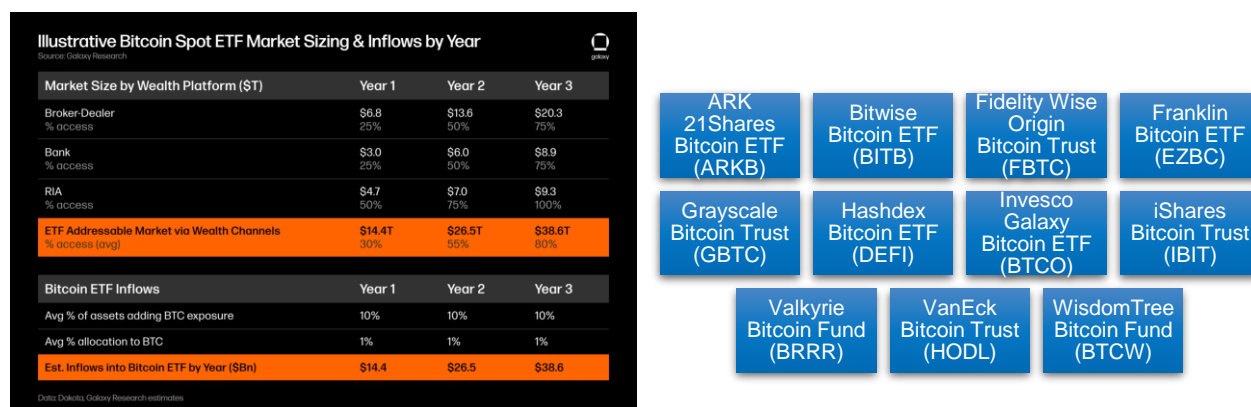 Illustrative Bitcoin Spot ETF Market Sizing & Inflows by Year
Source: Galaxy Research
galaxy
Market Size by Wealth Platform ($T) Year 1 Year 2 Year 3
Broker-Dealer $6.8 $13.6 $20.3
% access 25% 50% 75%
Bank $3.0 $6.0 $8.9
% access 25% 50% 75%
RIA $4.7 $7.0 $9.3
% access 50% 75% 100%
ETF Addressable Market via Wealth Channels $14.4T $26.5T $38.6T
% access (avg) 30% 55% 80%
Bitcoin ETF Inflows Year 1 Year 2 Year 3
Avg % of assets adding BTC exposure 10% 10% 10%
Avg % allocation to BTC 1% 1% 1%
Est. Inflows into Bitcoin ETF by Year ($Bn) $14.4 $26.5 $38.6
Data: Dakota, Galaxy Research estimates
ARK
21Shares
Bitcoin ETF
(ARKB)
Bitwise
Bitcoin ETF
(BITB)
Fidelity Wise
Origin
Bitcoin Trust
(FBTC)
Franklin
Bitcoin ETF
(EZBC)
Grayscale
Bitcoin Trust
(GBTC)
Hashdex
Bitcoin ETF
(DEFI)
Invesco
Galaxy
Bitcoin ETF
(BTCO)
iShares
Bitcoin Trust
(IBIT)
Valkyrie
Bitcoin Fund
(BRRR)
VanEck
Bitcoin Trust
(HODL)
WisdomTree
Bitcoin Fund
(BTCW)